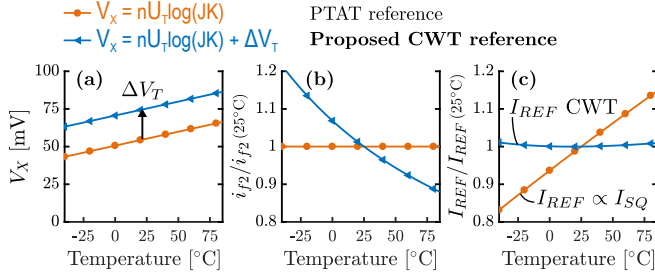 V_X = nU_T log(JK) PTAT reference
V_X = nU_T log(JK) + ΔV_T Proposed CWT reference
(a) (b) (c)
ΔV_T
I_REF CWT
I_REF ∝ I_SQ
V_X [mV]
100
75
50
25
0
i_f2/i_f2 (25°C)
1.2
1.1
1
0.9
0.8
I_REF/I_REF (25°C)
1.2
1.1
1
0.9
0.8
-25 0 25 50 75
-25 0 25 50 75
-25 0 25 50 75
Temperature [°C] Temperature [°C] Temperature [°C]